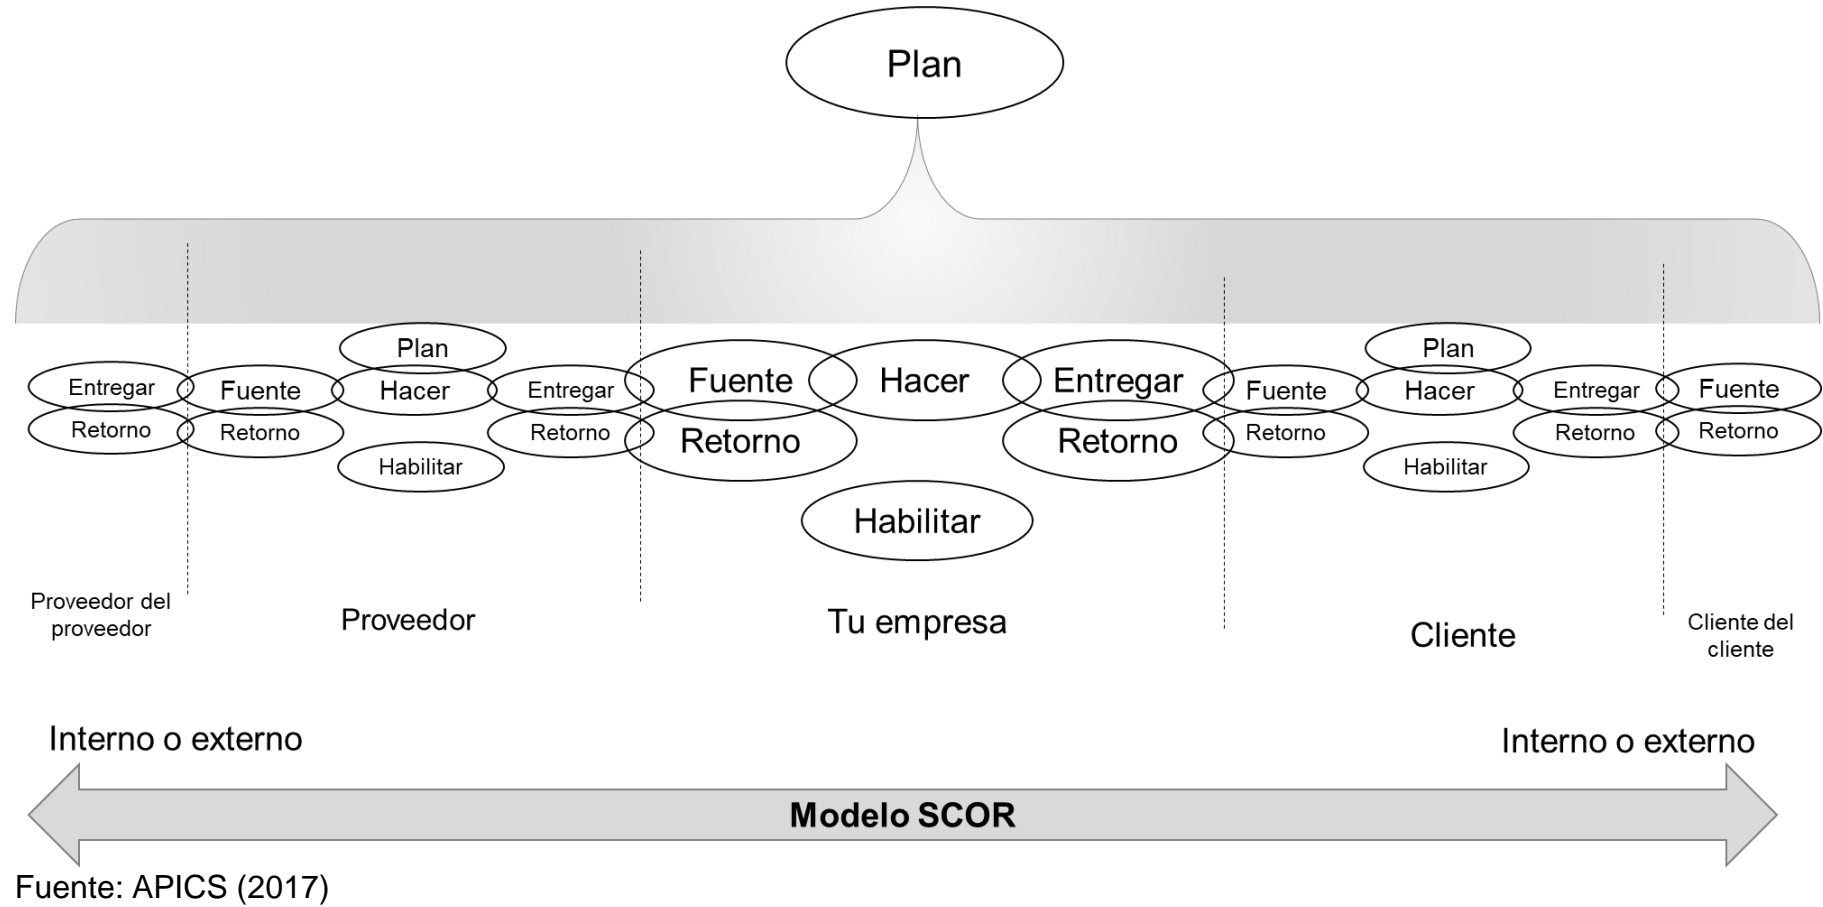 Plan
Entregar
Retorno
Fuente
Retorno
Plan
Hacer
Habilitar
Entregar
Retorno
Fuente
Retorno
Hacer
Habilitar
Entregar
Retorno
Fuente
Retorno
Plan
Hacer
Habilitar
Entregar
Retorno
Fuente
Retorno
Proveedor del
proveedor
Proveedor
Tu empresa
Cliente
Cliente del
cliente
Interno o externo
Interno o externo
Modelo SCOR
Fuente: APICS (2017)